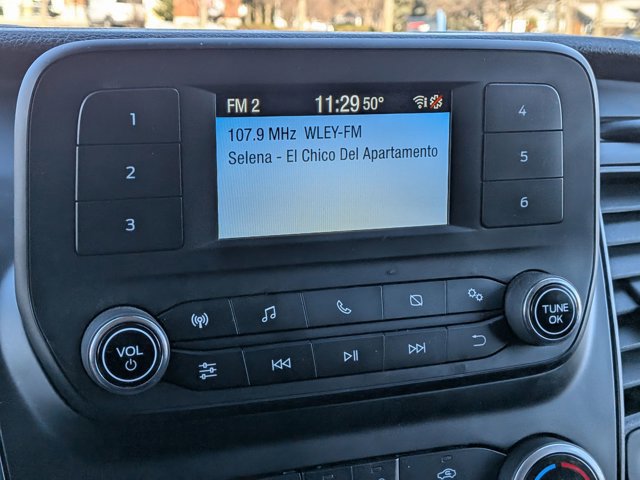 FM 2 11:29 50°
107.9 MHz WLEY-FM
Selena - El Chico Del Apartamento
1
2
3
4
5
6
VOL
TUNE
OK